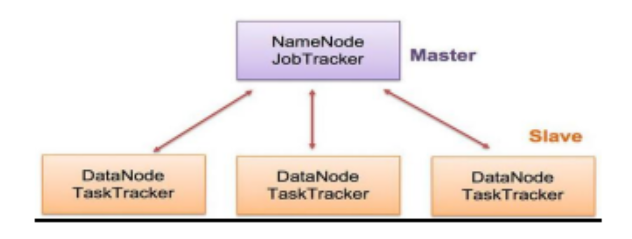 NameNode
JobTracker
Master
Slave
DataNode
TaskTracker
DataNode
TaskTracker
DataNode
TaskTracker